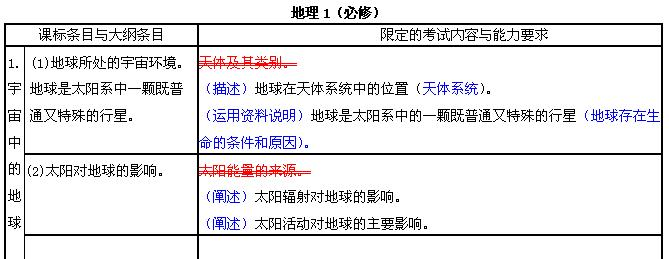 地理1(必修)
课标条目与大纲条目
限定的考试内容与能力要求
1.宇宙中的地球
(1)地球所处的宇宙环境。
地球是太阳系中一颗既普
通又特殊的行星。
天体及其类别。
(描述)地球在天体系统中的位置(天体系统)。
(运用资料说明)地球是太阳系中的一颗既普通又特殊的行星(地球存在生
命的条件和原因)。
(2)太阳对地球的影响。
太阳能量的来源。
(阐述)太阳辐射对地球的影响。
(阐述)太阳活动对地球的主要影响。